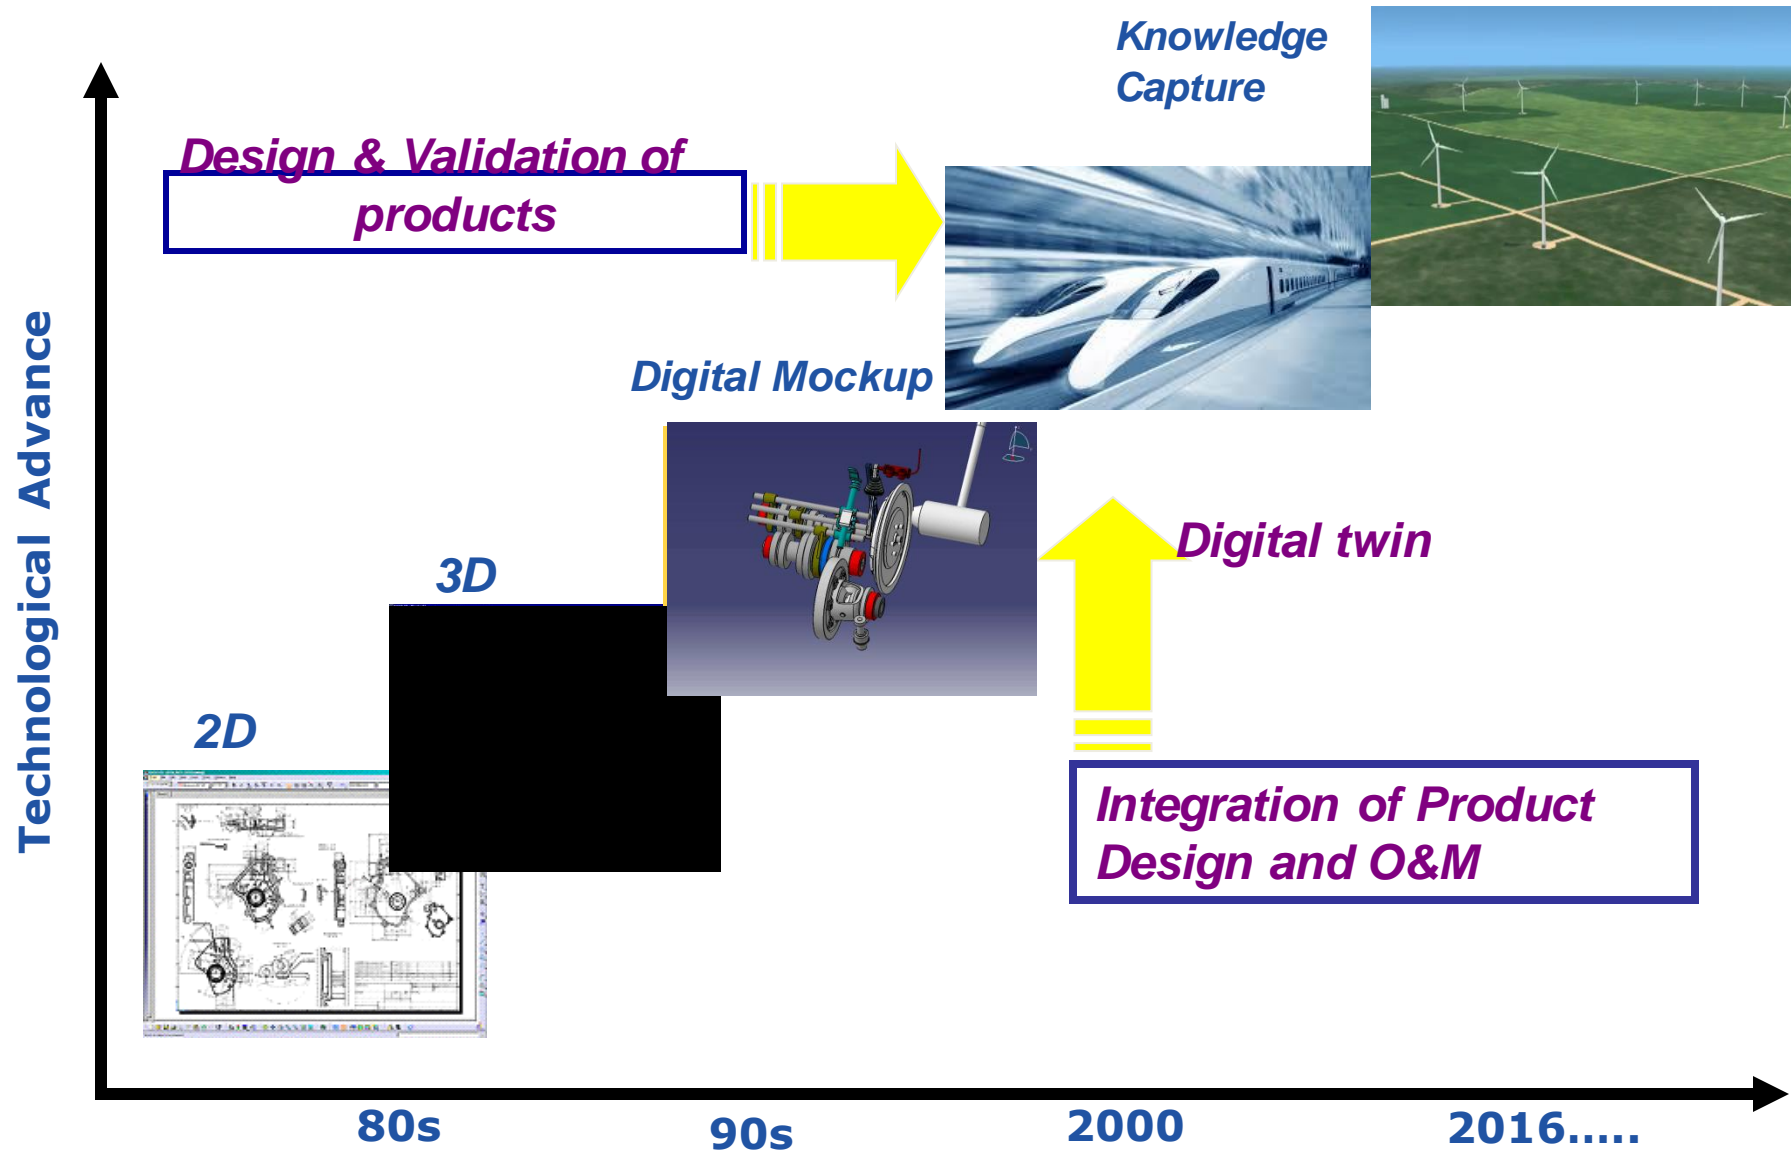 Knowledge
Capture
Design & Validation of
products
Digital Mockup
Technological Advance
Digital twin
3D
2D
Integration of Product
Design and O&M
80s
90s
2000
2016.....